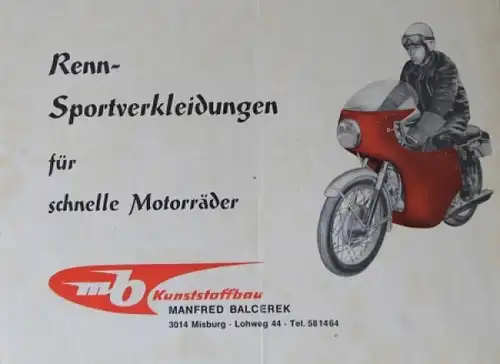 Renn-
Sportverkleidungen
für
schnelle Motorräder
mb Kunststoffbau
MANFRED BALCEREK
3014 Misburg - Lohweg 44 - Tel. 581464